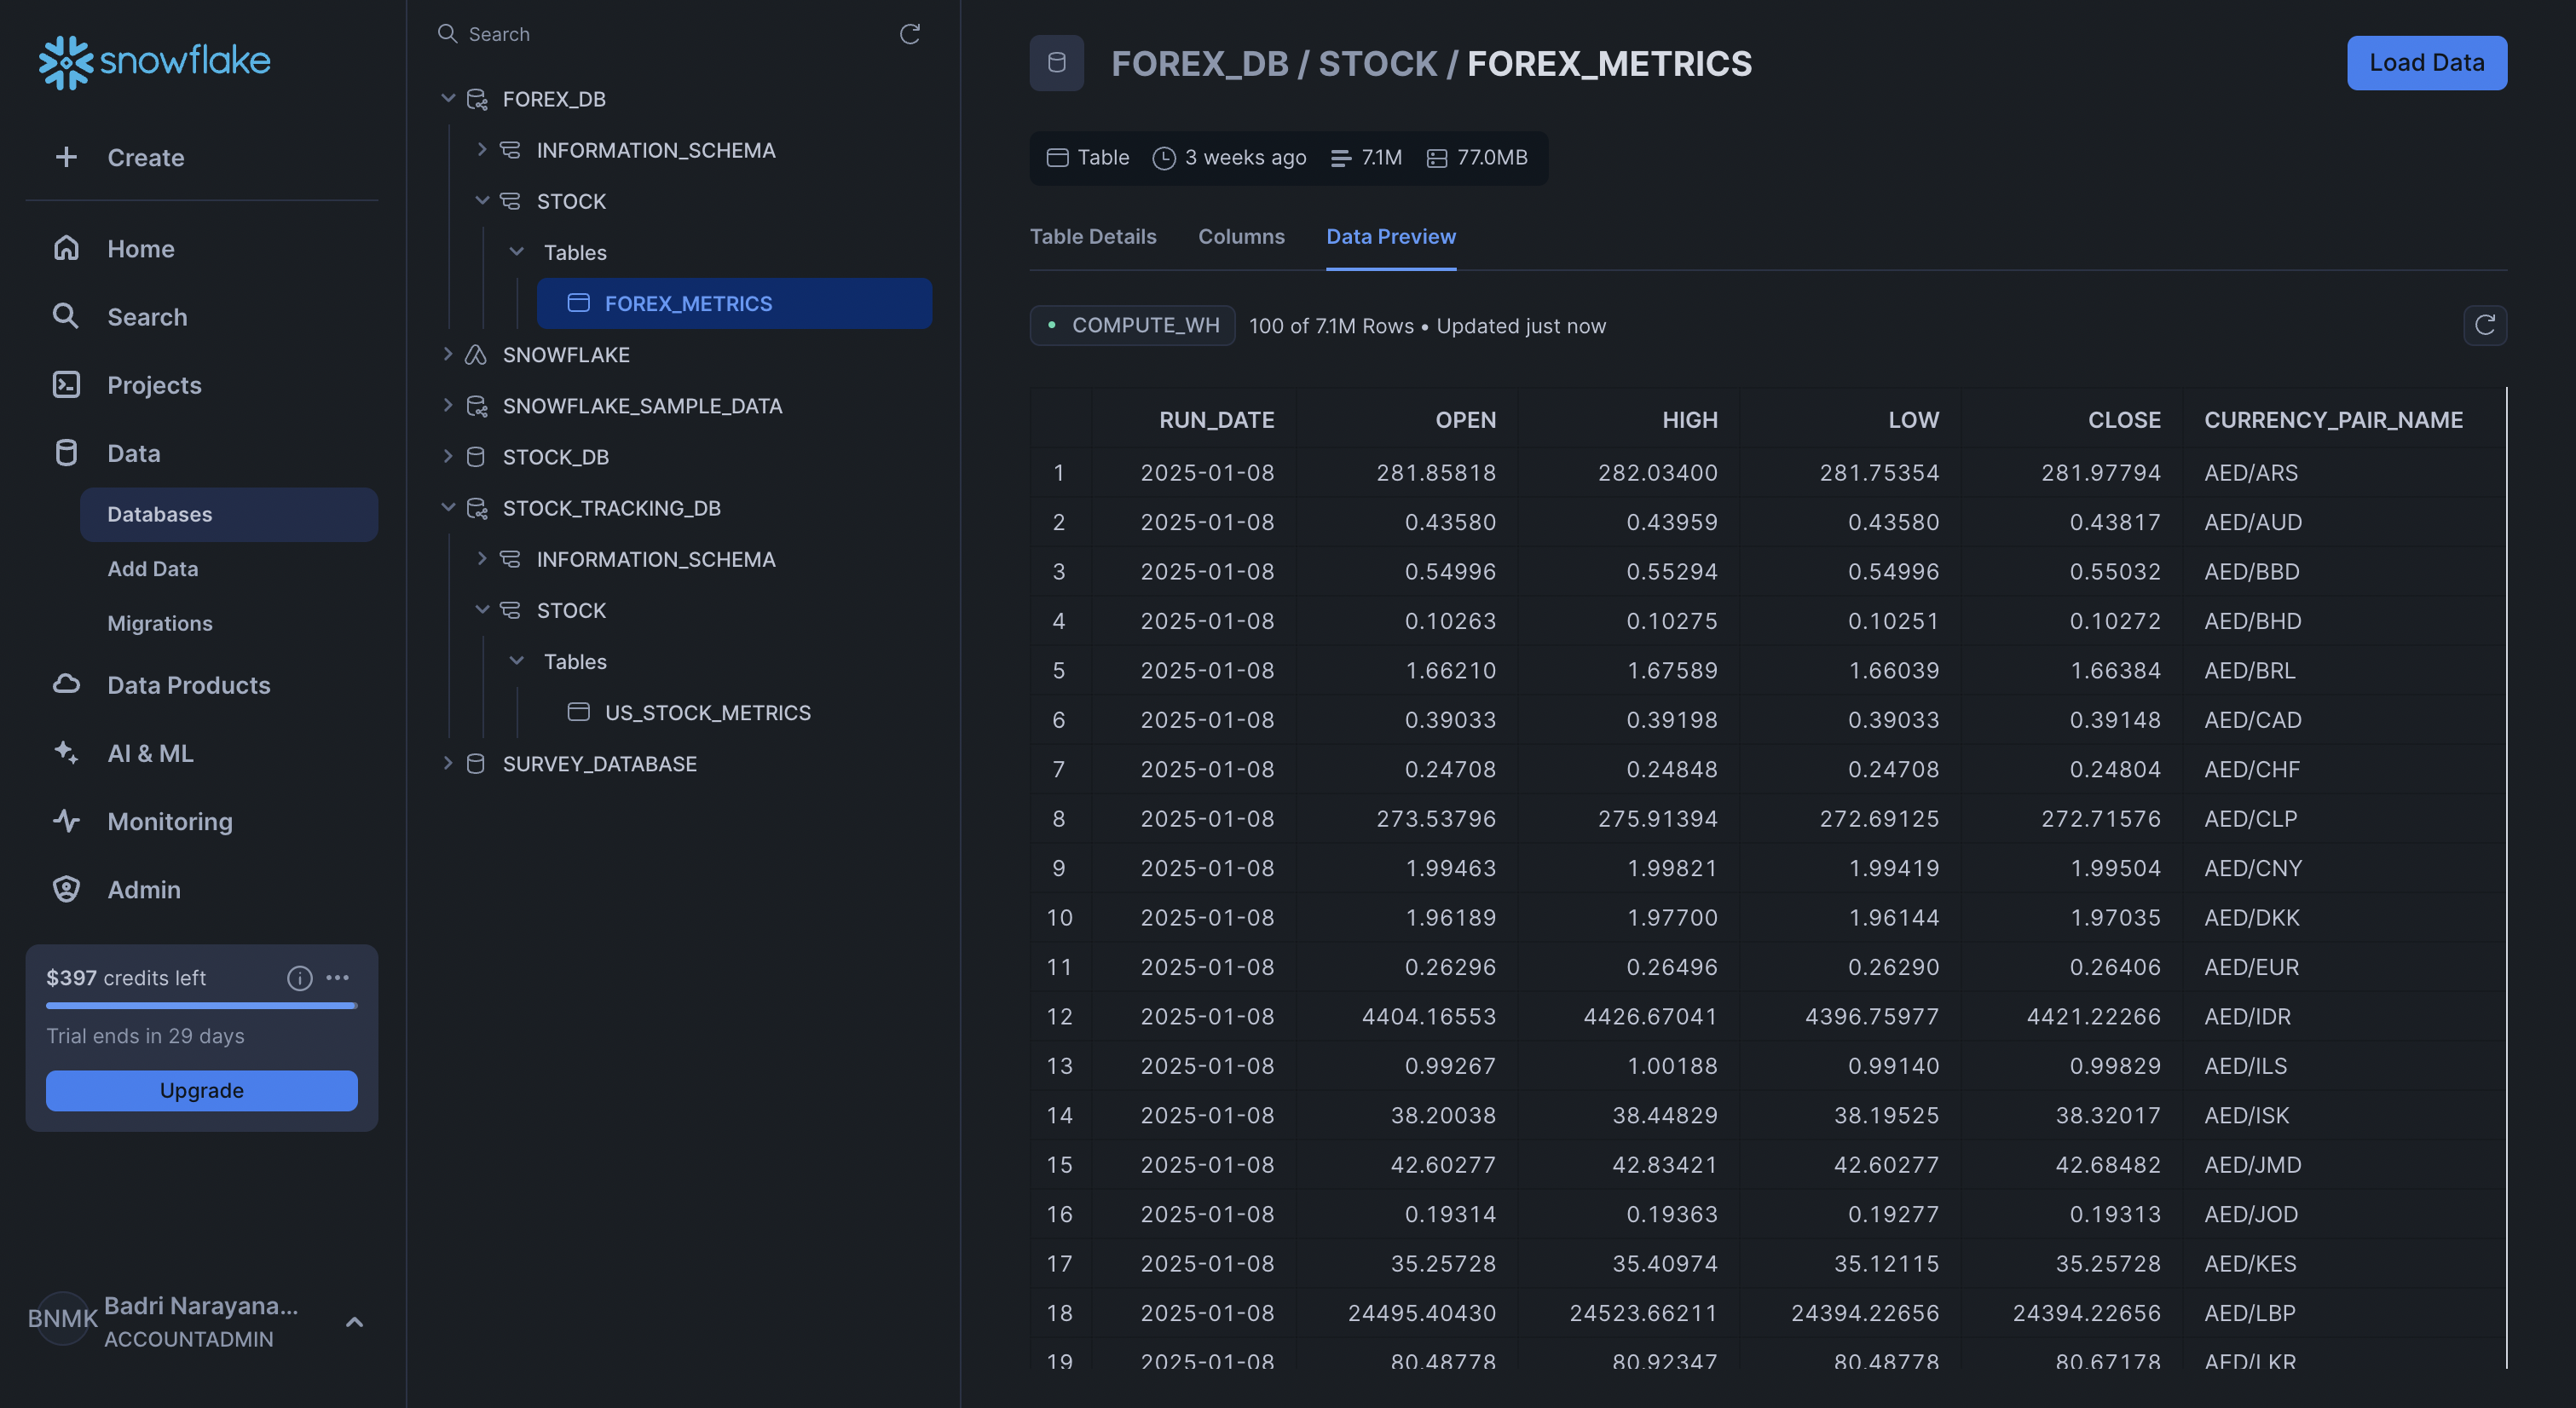 snowflake
Create
Home
Search
Projects
Data
Databases
Add Data
Migrations
Data Products
AI & ML
Monitoring
Admin
$397 credits left
Trial ends in 29 days
Upgrade
BNMK
Badri Narayana...
ACCOUNTADMIN
Search
FOREX_DB
INFORMATION_SCHEMA
STOCK
Tables
FOREX_METRICS
SNOWFLAKE
SNOWFLAKE_SAMPLE_DATA
STOCK_DB
STOCK_TRACKING_DB
INFORMATION_SCHEMA
STOCK
Tables
US_STOCK_METRICS
SURVEY_DATABASE
FOREX_DB / STOCK / FOREX_METRICS
Load Data
Table 3 weeks ago 7.1M 77.0MB
Table Details Columns Data Preview
COMPUTE_WH 100 of 7.1M Rows • Updated just now
RUN_DATE OPEN HIGH LOW CLOSE CURRENCY_PAIR_NAME
1 2025-01-08 281.85818 282.03400 281.75354 281.97794 AED/ARS
2 2025-01-08 0.43580 0.43959 0.43580 0.43817 AED/AUD
3 2025-01-08 0.54996 0.55294 0.54996 0.55032 AED/BBD
4 2025-01-08 0.10263 0.10275 0.10251 0.10272 AED/BHD
5 2025-01-08 1.66210 1.67589 1.66039 1.66384 AED/BRL
6 2025-01-08 0.39033 0.39198 0.39033 0.39148 AED/CAD
7 2025-01-08 0.24708 0.24848 0.24708 0.24804 AED/CHF
8 2025-01-08 273.53796 275.91394 272.69125 272.71576 AED/CLP
9 2025-01-08 1.99463 1.99821 1.99419 1.99504 AED/CNY
10 2025-01-08 1.96189 1.97700 1.96144 1.97035 AED/DKK
11 2025-01-08 0.26296 0.26496 0.26290 0.26406 AED/EUR
12 2025-01-08 4404.16553 4426.67041 4396.75977 4421.22266 AED/IDR
13 2025-01-08 0.99267 1.00188 0.99140 0.99829 AED/ILS
14 2025-01-08 38.20038 38.44829 38.19525 38.32017 AED/ISK
15 2025-01-08 42.60277 42.83421 42.60277 42.68482 AED/JMD
16 2025-01-08 0.19314 0.19363 0.19277 0.19313 AED/JOD
17 2025-01-08 35.25728 35.40974 35.12115 35.25728 AED/KES
18 2025-01-08 24495.40430 24523.66211 24394.22656 24394.22656 AED/LBP
19 2025-01-08 80.48778 80.92347 80.48778 80.67178 AED/LKR